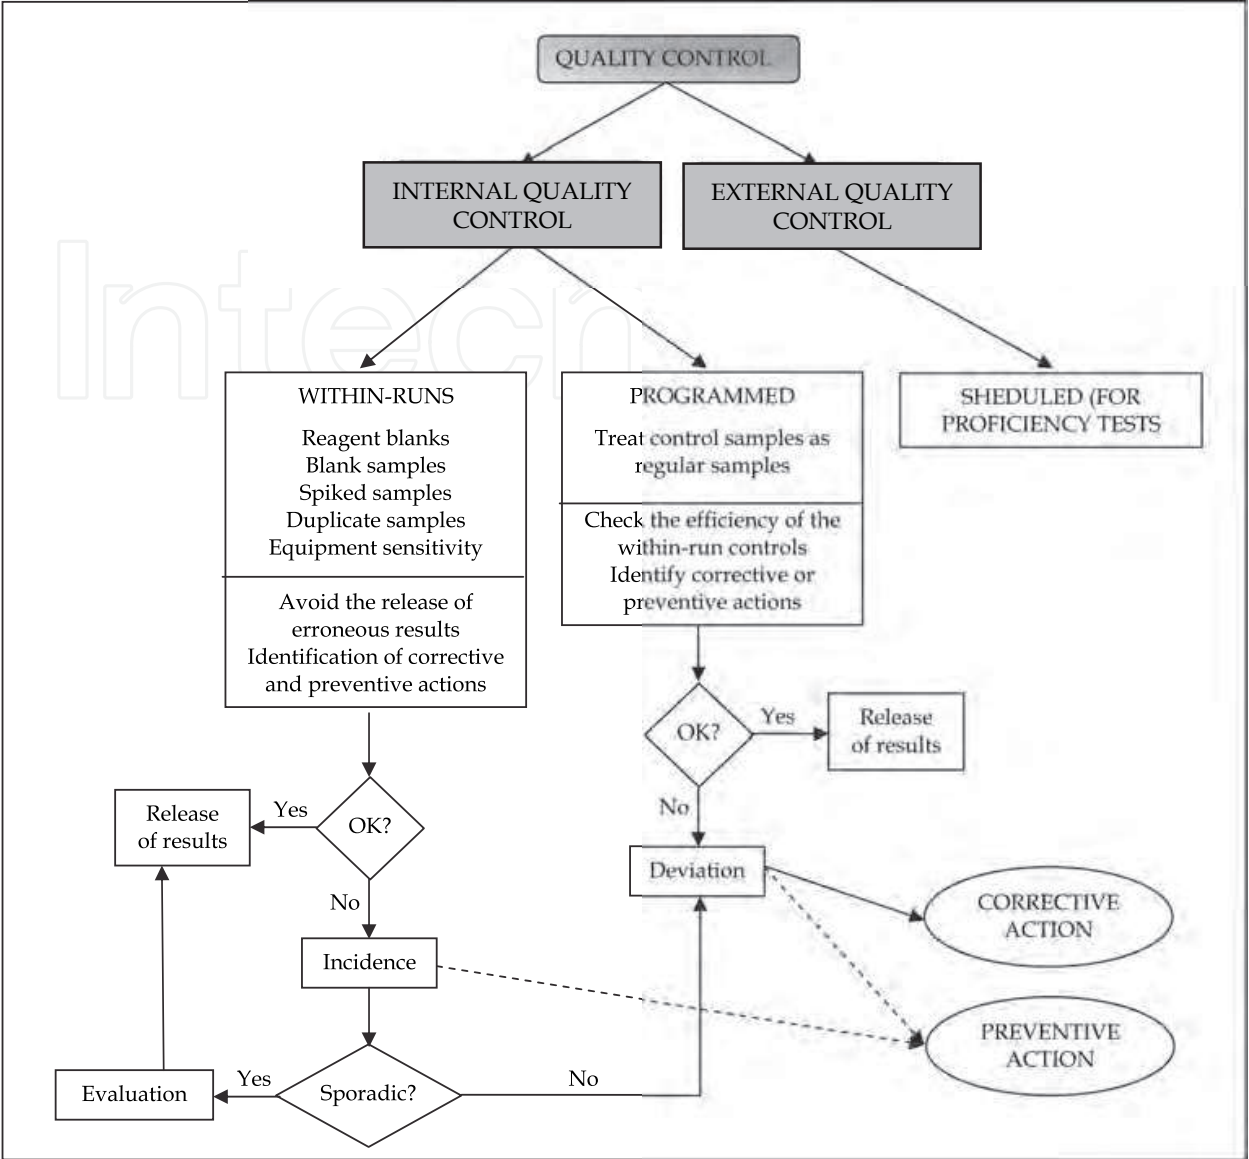 QUALITY CONTROL
INTERNAL QUALITY
CONTROL
EXTERNAL QUALITY
CONTROL
Intech
WITHIN-RUNS
Reagent blanks
Blank samples
Spiked samples
Duplicate samples
Equipment sensitivity
Avoid the release of
erroneous results
Identification of corrective
and preventive actions
PROGRAMMED
Treat control samples as
regular samples
Check the efficiency of the
within-run controls
Identify corrective or
preventive actions
SHEDULED (FOR
PROFICIENCY TESTS
OK?
Yes
Release
of results
No
Deviation
CORRECTIVE
ACTION
PREVENTIVE
ACTION
OK?
Yes
Release
of results
No
Incidence
Sporadic?
Yes
Evaluation
No